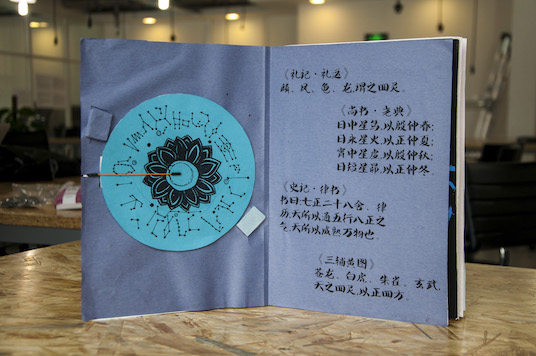 《礼记·礼运》
麟、凤、龟、龙,谓之四灵。
《尚书·尧典》
日中星鸟,以殷仲春;
日永星火,以正仲夏;
宵中星虚,以殷仲秋;
日短星昴,以正仲冬
《史记·律书》
书曰:七正二十八舍、律
历,天所以通五行八正之
气,天所以成熟万物也。
《三辅黄图》
苍龙、白虎、朱雀、玄武,
天之四灵,以正四方。